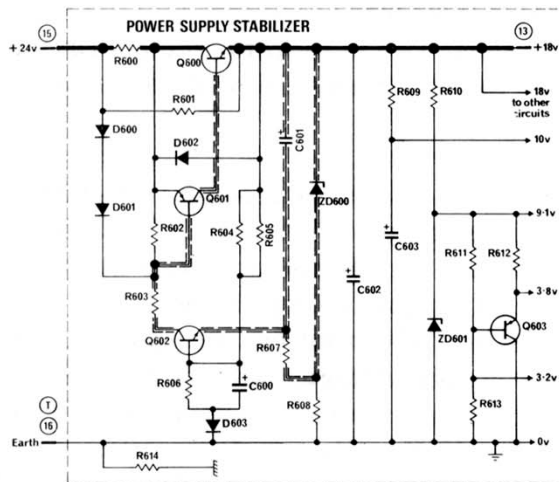 POWER SUPPLY STABILIZER
15
13
+ 24v
R600
Q600
+18v
18v
to other
circuits
R601
R609
R610
D600
D602
C601
10v
Q601
ZD600
D601
R602
R604
R605
9·1v
R611
R612
C603
C602
R603
3·8v
Q602
R607
ZD601
Q603
R606
C600
R608
3·2v
R613
D603
T
16
Earth
0v
R614